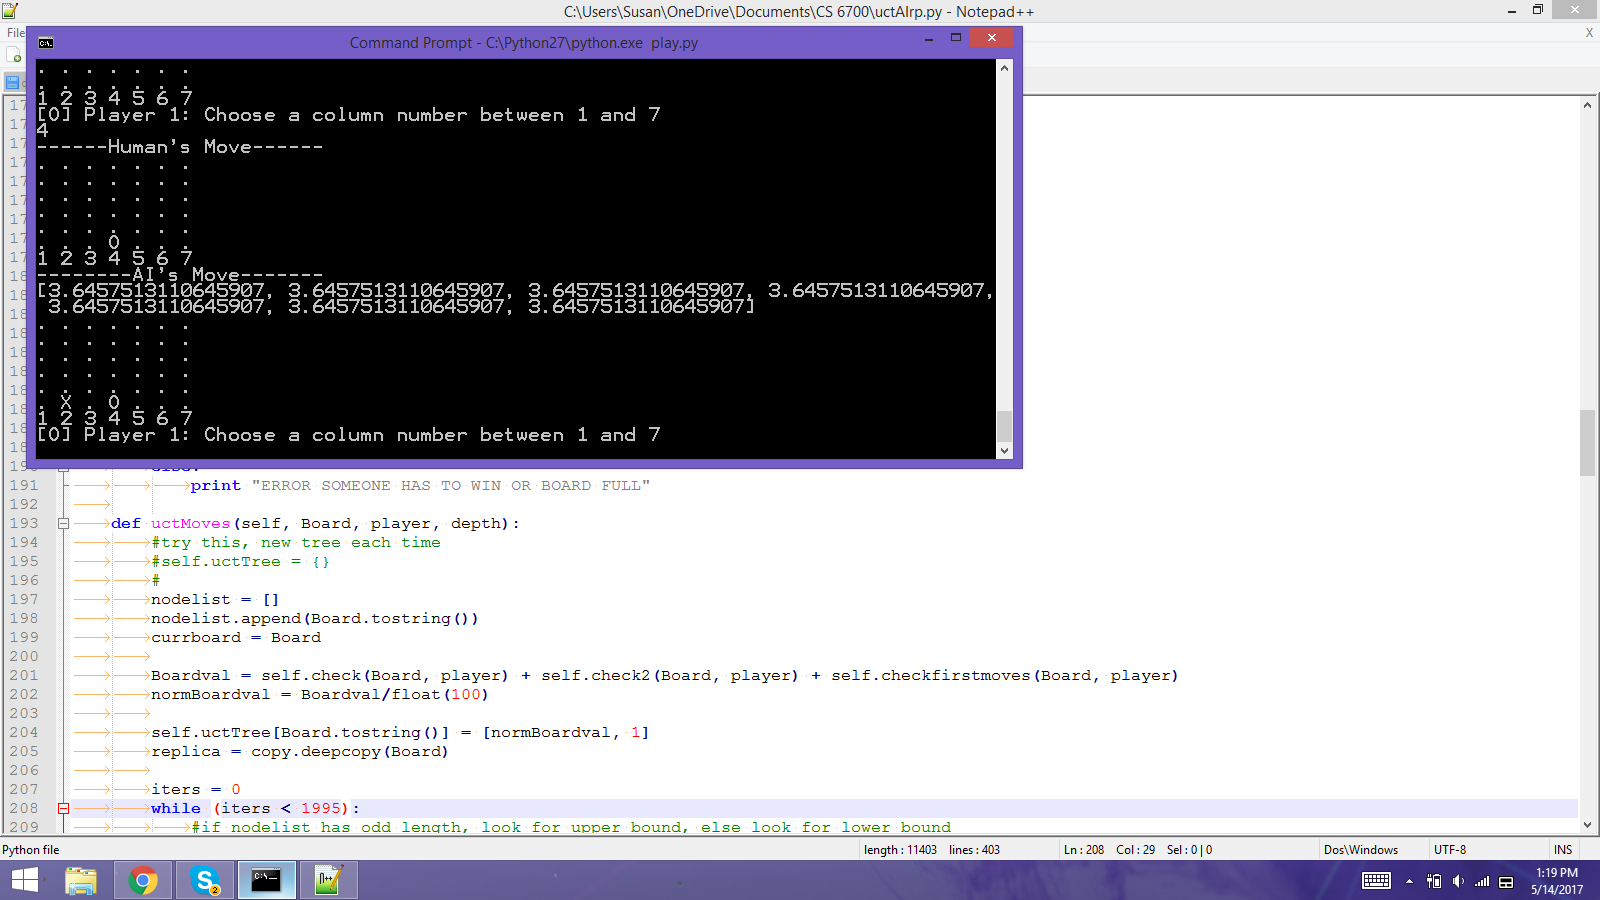 C:\Users\Susan\OneDrive\Documents\CS 6700\uctAIrp.py - Notepad++
File
X
Command Prompt - C:\Python27\python.exe  play.py
. . . . . . .
. . . . . . .
1 2 3 4 5 6 7
[O] Player 1: Choose a column number between 1 and 7
4
------Human's Move------
. . . . . . .
. . . . . . .
. . . . . . .
. . . . . . .
. . . . . . .
. . . O . . .
1 2 3 4 5 6 7
--------AI's Move-------
[3.6457513110645907, 3.6457513110645907, 3.6457513110645907, 3.6457513110645907,
 3.6457513110645907, 3.6457513110645907, 3.6457513110645907]
. . . . . . .
. . . . . . .
. . . . . . .
. . . . . . .
. . . . . . .
. X . O . . .
1 2 3 4 5 6 7
[O] Player 1: Choose a column number between 1 and 7
191 print "ERROR SOMEONE HAS TO WIN OR BOARD FULL"
192
193 def uctMoves(self, Board, player, depth):
194 #try this, new tree each time
195 #self.uctTree = {}
196 #
197 nodelist = []
198 nodelist.append(Board.tostring())
199 currboard = Board
200
201 Boardval = self.check(Board, player) + self.check2(Board, player) + self.checkfirstmoves(Board, player)
202 normBoardval = Boardval/float(100)
203
204 self.uctTree[Board.tostring()] = [normBoardval, 1]
205 replica = copy.deepcopy(Board)
206
207 iters = 0
208 while (iters < 1995):
209 #if nodelist has odd length, look for upper bound, else look for lower bound
Python file
length : 11403    lines : 403
Ln : 208    Col : 29    Sel : 0 | 0
Dos\Windows
UTF-8
INS
1:19 PM
5/14/2017